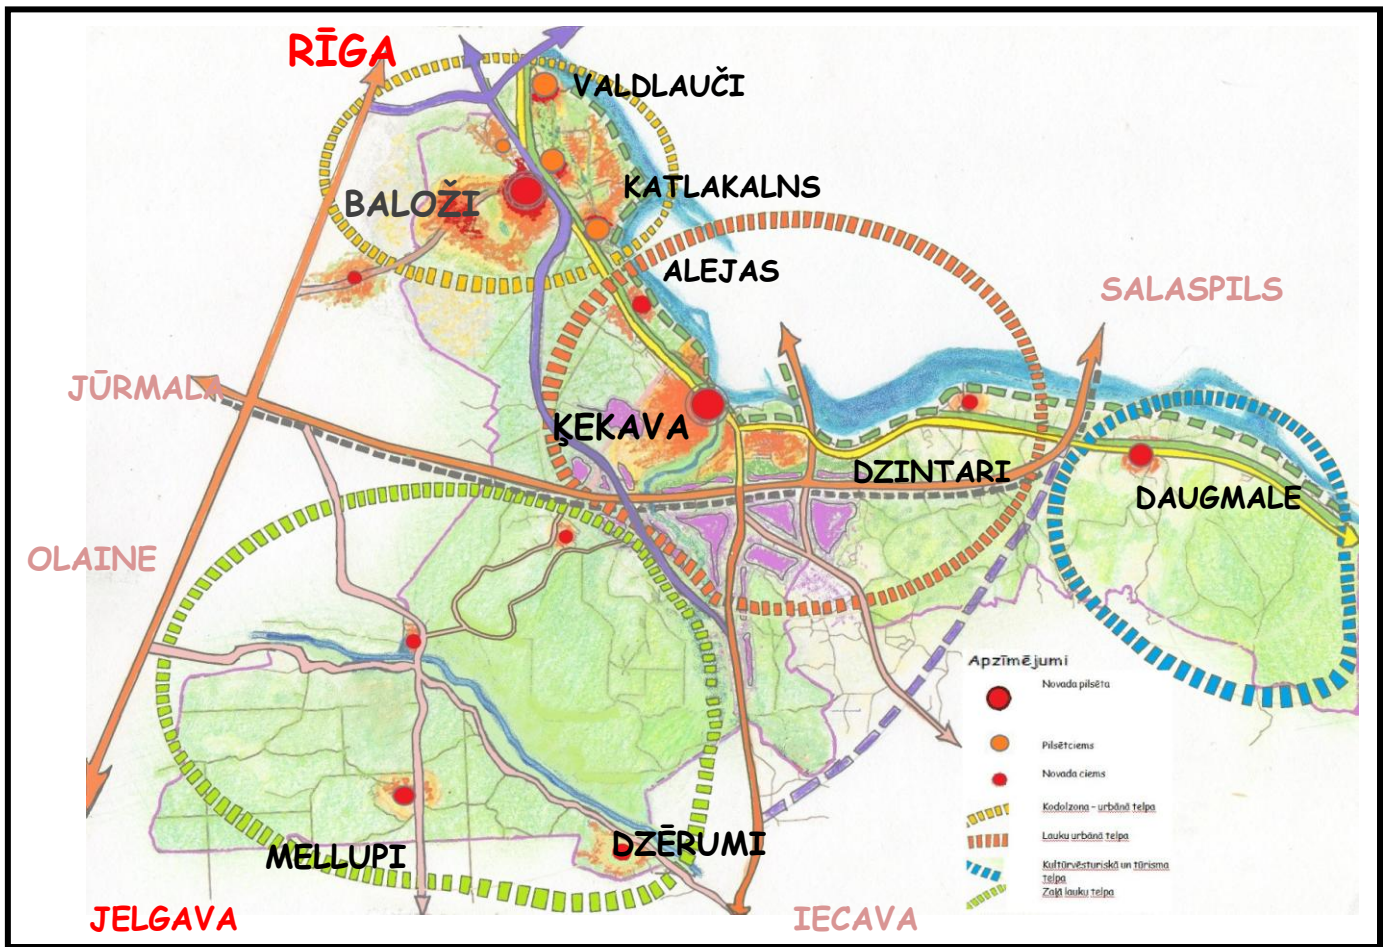 RĪGA
VALDLAUČI
KATLAKALNS
BALOŽI
ALEJAS
SALASPILS
JŪRMALA
ĶEKAVA
DZINTARI
DAUGMALE
OLAINE
Apzīmējumi
Novada pilsēta
Pilsētciems
Novada ciems
Kodolzona – urbānā telpa
Lauku urbānā telpa
Kultūrvēsturiskā un tūrisma
telpa
Zaļā lauku telpa
DZĒRUMI
MELLUPI
JELGAVA
IECAVA